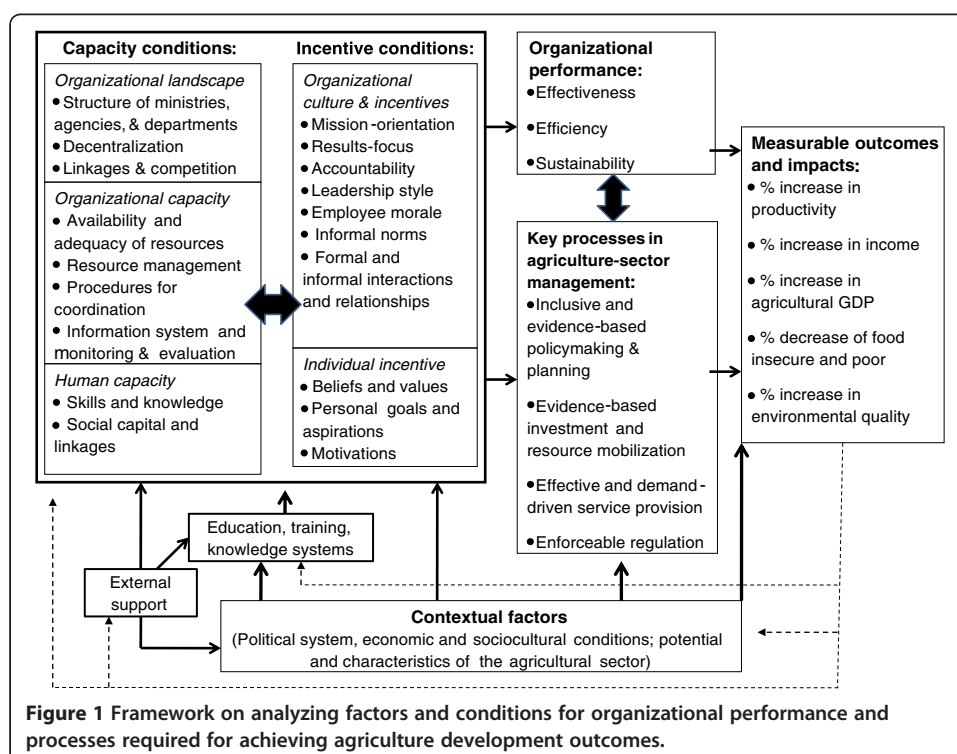 Capacity conditions:
Organizational landscape
● Structure of ministries,
agencies, & departments
● Decentralization
● Linkages & competition
Organizational capacity
● Availability and
adequacy of resources
● Resource management
● Procedures for
coordination
● Information system and
monitoring & evaluation
Human capacity
● Skills and knowledge
● Social capital and
linkages
Incentive conditions:
Organizational
culture & incentives
● Mission-orientation
● Results-focus
● Accountability
● Leadership style
● Employee morale
● Informal norms
● Formal and
informal interactions
and relationships
Individual incentive
● Beliefs and values
● Personal goals and
aspirations
● Motivations
Organizational
performance:
● Effectiveness
● Efficiency
● Sustainability
Key processes in
agriculture-sector
management:
● Inclusive and
evidence-based
policymaking &
planning
● Evidence-based
investment and
resource mobilization
● Effective and demand-
driven service provision
● Enforceable regulation
Measurable outcomes
and impacts:
● % increase in
productivity
● % increase in income
● % increase in
agricultural GDP
● % decrease of food
insecure and poor
● % increase in
environmental quality
Education, training,
knowledge systems
External
support
Contextual factors
(Political system, economic and sociocultural conditions; potential
and characteristics of the agricultural sector)
Figure 1 Framework on analyzing factors and conditions for organizational performance and
processes required for achieving agriculture development outcomes.